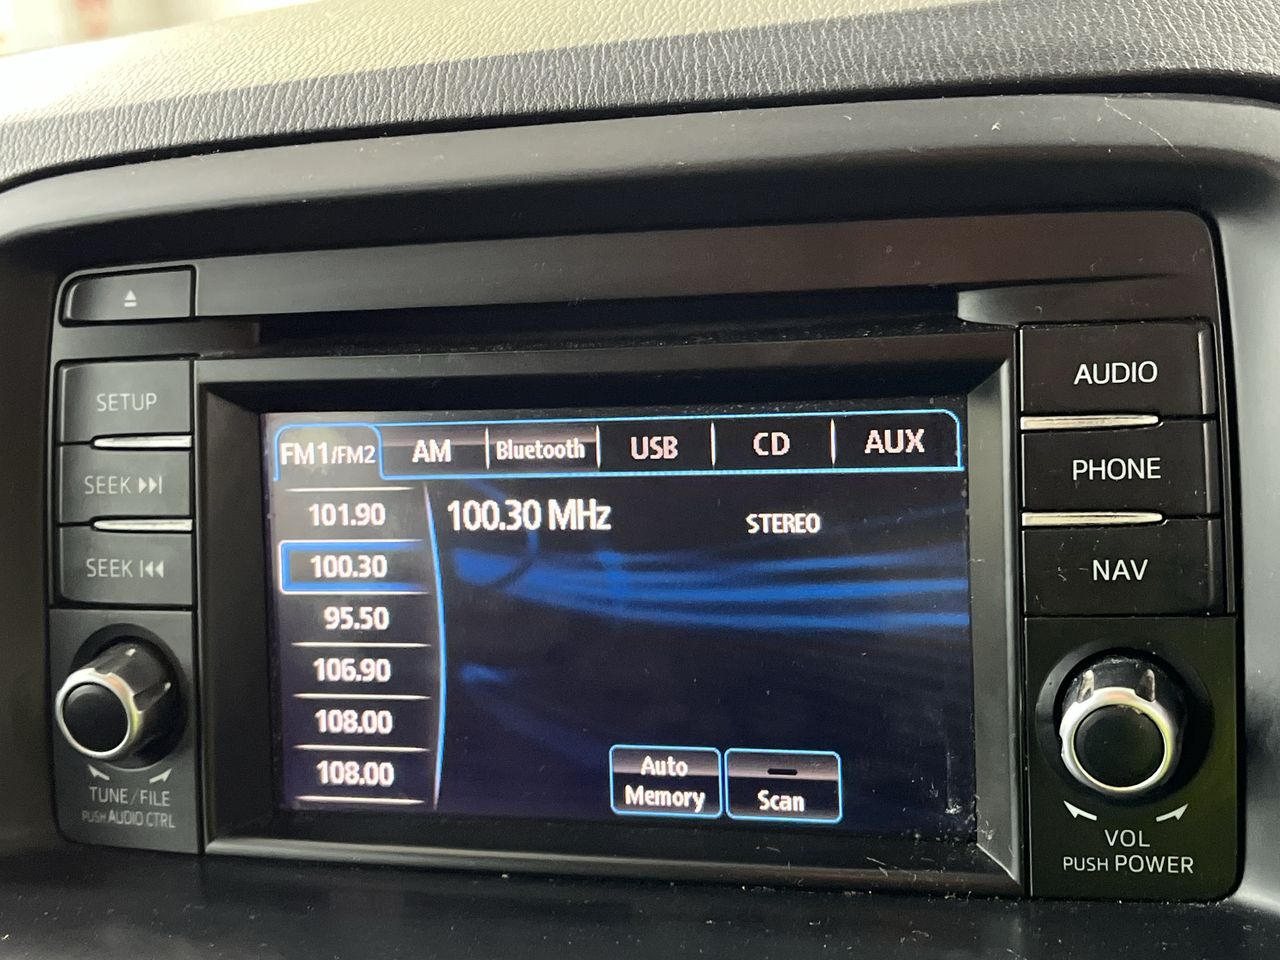 SETUP
SEEK
SEEK
TUNE/FILE
PUSH AUDIO CTRL
FM1/FM2 AM Bluetooth USB CD AUX
101.90
100.30
95.50
106.90
108.00
108.00
100.30 MHz
STEREO
Auto
Memory
Scan
AUDIO
PHONE
NAV
VOL
PUSH POWER